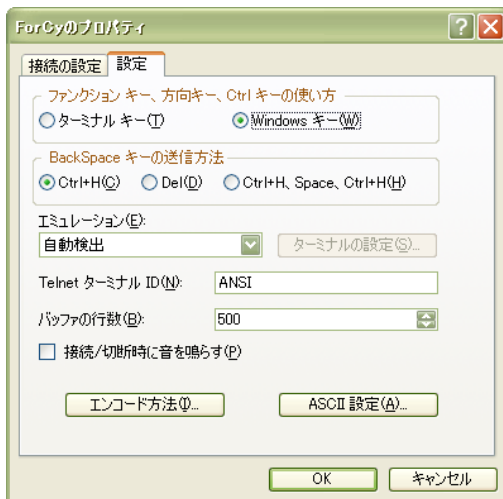 ForCyのプロパティ
接続の設定 設定
ファンクション キー、方向キー、Ctrl キーの使い方
ターミナル キー(T) Windows キー(W)
BackSpace キーの送信方法
Ctrl+H(C) Del(D) Ctrl+H、Space、Ctrl+H(H)
エミュレーション(E):
自動検出 ターミナルの設定(S)...
Telnet ターミナル ID(N): ANSI
バッファの行数(B): 500
接続/切断時に音を鳴らす(P)
エンコード方法(I)... ASCII 設定(A)...
OK キャンセル